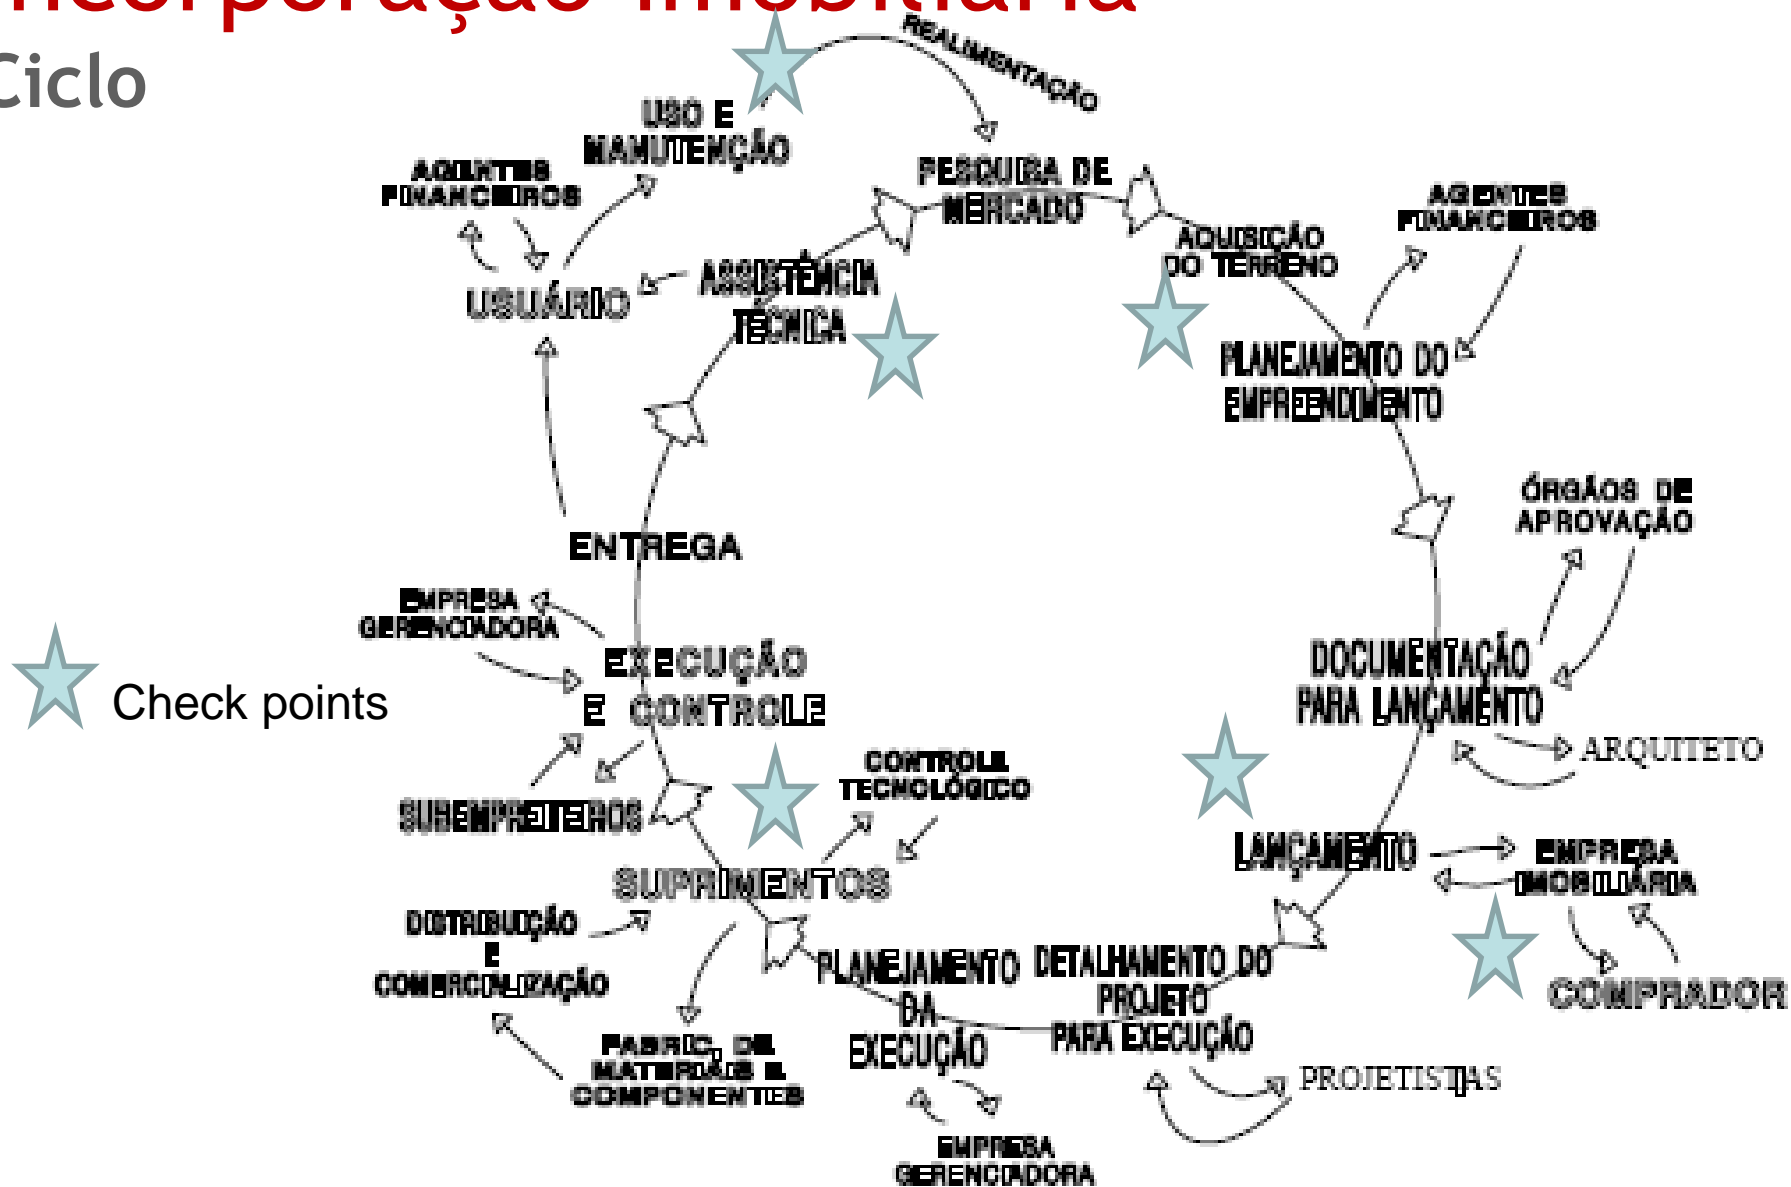 ncorporação Imobiliária
Ciclo
REALIMENTAÇÃO
USO E
MANUTENÇÃO
AGENTES
FINANCEIROS
PESQUISA DE
MERCADO
AGENTES
FINANCEIROS
AQUISIÇÃO
DO TERRENO
ASSISTÊNCIA
TÉCNICA
USUÁRIO
PLANEJAMENTO DO
EMPREENDIMENTO
ÓRGÃOS DE
APROVAÇÃO
ENTREGA
EMPRESA
GERENCIADORA
EXECUÇÃO
E CONTROLE
DOCUMENTAÇÃO
PARA LANÇAMENTO
Check points
ARQUITETO
CONTROLE
TECNOLÓGICO
SUBEMPREITEIROS
LANÇAMENTO
EMPRESA
IMOBILIÁRIA
SUPRIMENTOS
DISTRIBUIÇÃO
E
COMERCIALIZAÇÃO
PLANEJAMENTO
DA
EXECUÇÃO
DETALHAMENTO DO
PROJETO
PARA EXECUÇÃO
COMPRADOR
FABRIC. DE
MATERIAIS E
COMPONENTES
PROJETISTAS
EMPRESA
GERENCIADORA